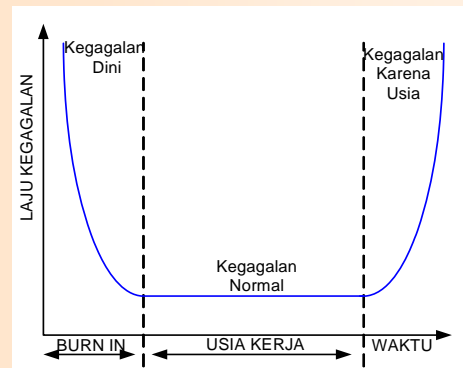 Kegagalan
Dini
Kegagalan
Karena
Usia
LAJU KEGAGALAN
Kegagalan
Normal
BURN IN
USIA KERJA
WAKTU